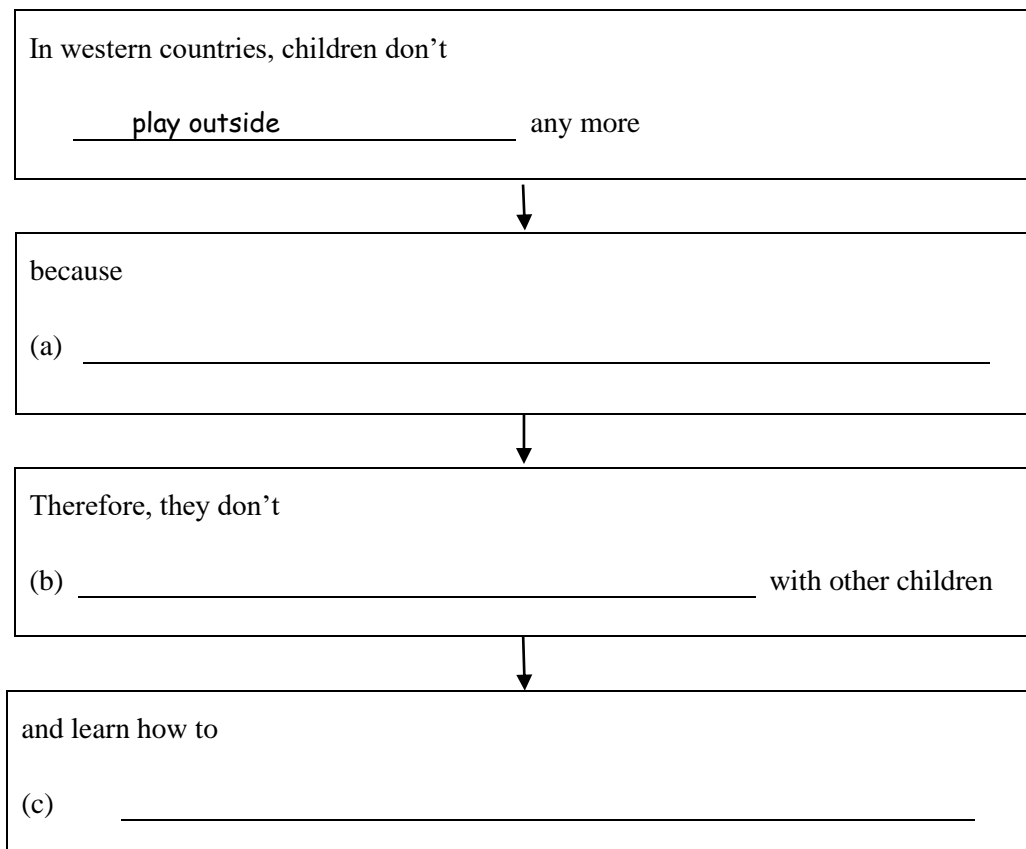 In western countries, children don’t
play outside any more
because
(a)
Therefore, they don’t
(b) with other children
and learn how to
(c)